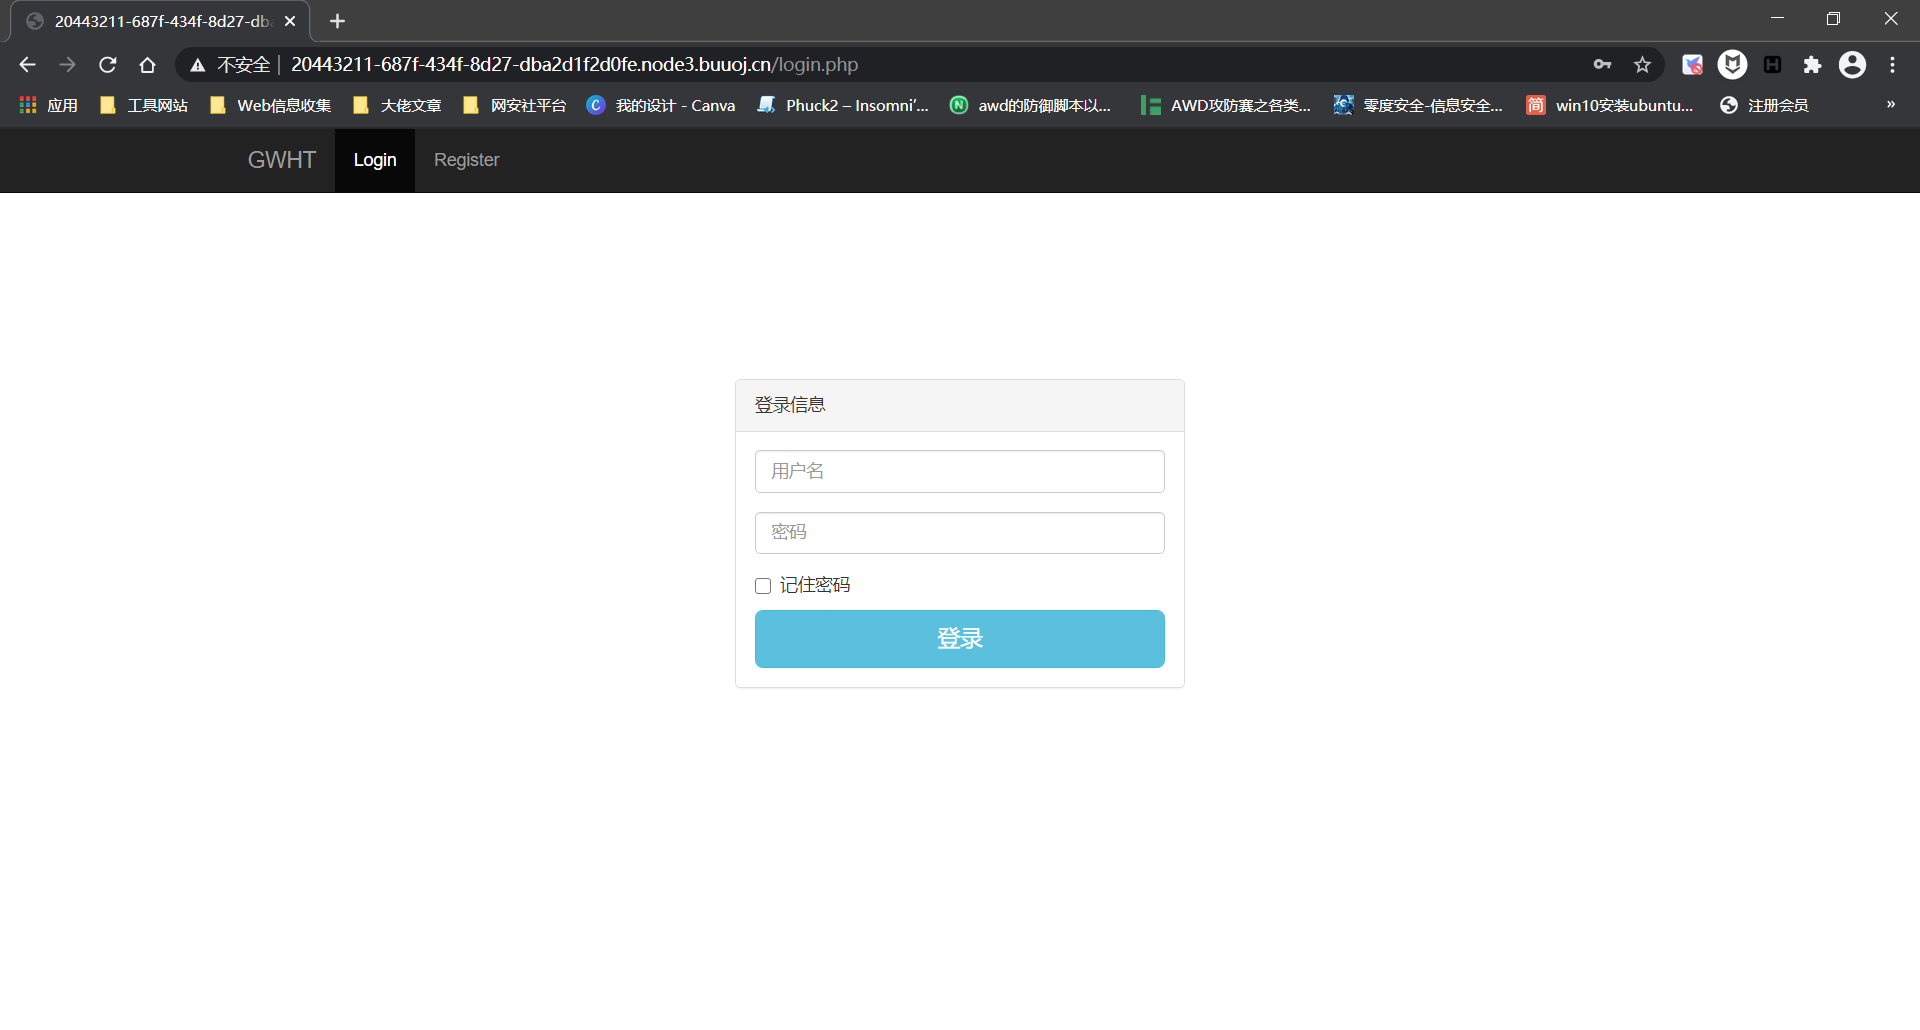 20443211-687f-434f-8d27-dba
不安全 | 20443211-687f-434f-8d27-dba2d1f2d0fe.node3.buuoj.cn/login.php
应用 工具网站 Web信息收集 大佬文章 网安社平台 我的设计 - Canva Phuck2 – Insomni'... awd的防御脚本以... AWD攻防赛之各类... 零度安全-信息安全... 简 win10安装ubuntu... 注册会员 »
GWHT Login Register
登录信息
用户名
密码
记住密码
登录